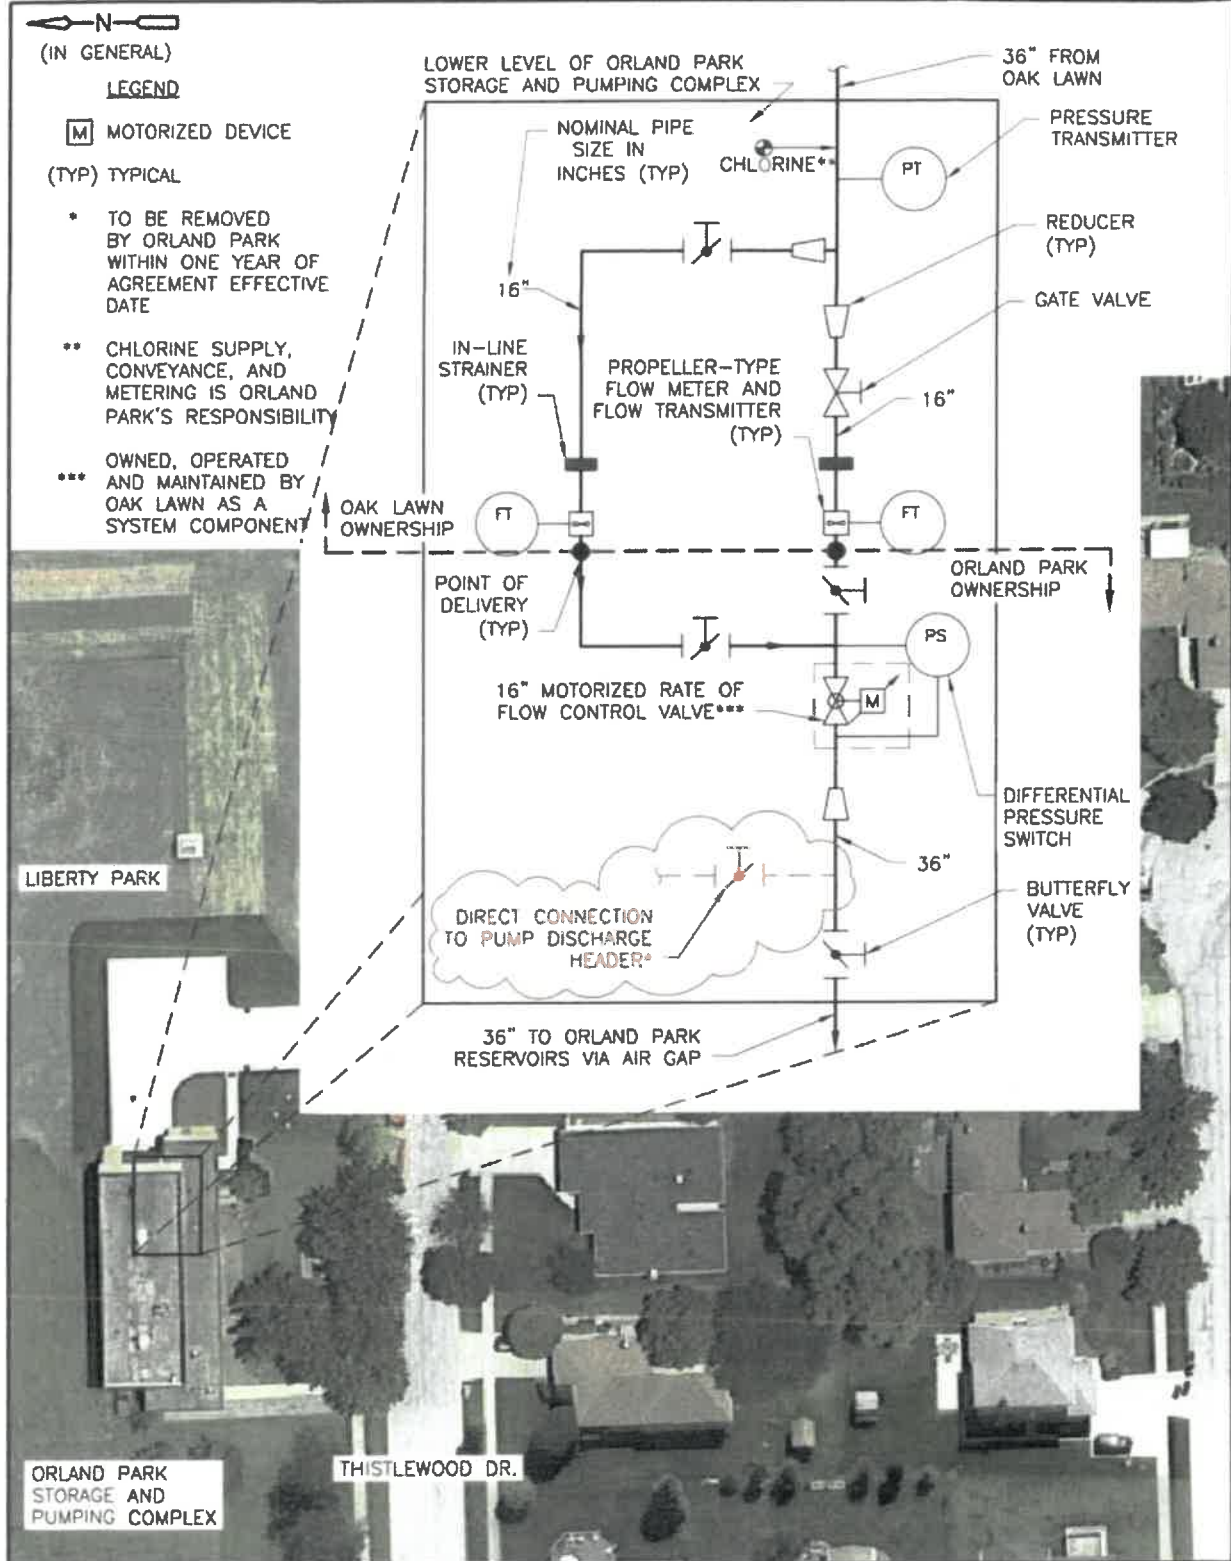 N
(IN GENERAL)
LEGEND
M MOTORIZED DEVICE
(TYP) TYPICAL
* TO BE REMOVED
BY ORLAND PARK
WITHIN ONE YEAR OF
AGREEMENT EFFECTIVE
DATE
** CHLORINE SUPPLY,
CONVEYANCE, AND
METERING IS ORLAND
PARK'S RESPONSIBILITY
*** OWNED, OPERATED
AND MAINTAINED BY
OAK LAWN AS A
SYSTEM COMPONENT
LOWER LEVEL OF ORLAND PARK
STORAGE AND PUMPING COMPLEX
36" FROM
OAK LAWN
NOMINAL PIPE
SIZE IN
INCHES (TYP)
CHLORINE**
PRESSURE
TRANSMITTER
PT
REDUCER
(TYP)
16"
GATE VALVE
IN-LINE
STRAINER
(TYP)
PROPELLER-TYPE
FLOW METER AND
FLOW TRANSMITTER
(TYP)
16"
OAK LAWN
OWNERSHIP
FT
FT
ORLAND PARK
OWNERSHIP
POINT OF
DELIVERY
(TYP)
PS
16" MOTORIZED RATE OF
FLOW CONTROL VALVE***
M
DIFFERENTIAL
PRESSURE
SWITCH
36"
DIRECT CONNECTION
TO PUMP DISCHARGE
HEADER*
BUTTERFLY
VALVE
(TYP)
36" TO ORLAND PARK
RESERVOIRS VIA AIR GAP
LIBERTY PARK
*
THISTLEWOOD DR.
ORLAND PARK
STORAGE AND
PUMPING COMPLEX